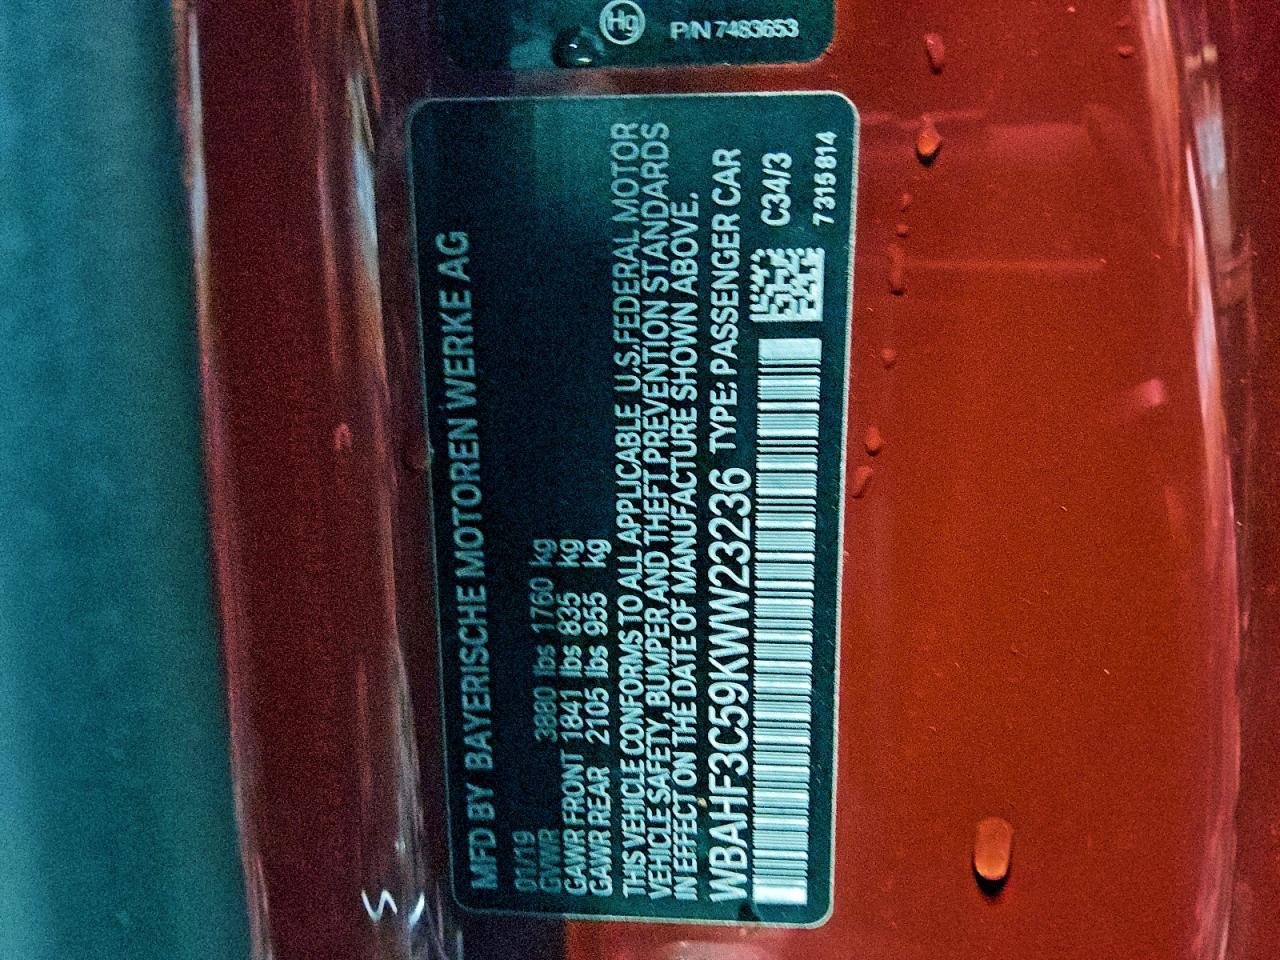 Hg P/N 7483653
MFD BY BAYERISCHE MOTOREN WERKE AG
01/19
GVWR 3880 lbs 1760 kg
GAWR FRONT 1841 lbs 835 kg
GAWR REAR 2105 lbs 955 kg
THIS VEHICLE CONFORMS TO ALL APPLICABLE U.S. FEDERAL MOTOR
VEHICLE SAFETY, BUMPER AND THEFT PREVENTION STANDARDS
IN EFFECT ON THE DATE OF MANUFACTURE SHOWN ABOVE.
WBAHF3C59KWW23236 TYPE: PASSENGER CAR
C34/3
7 315 814